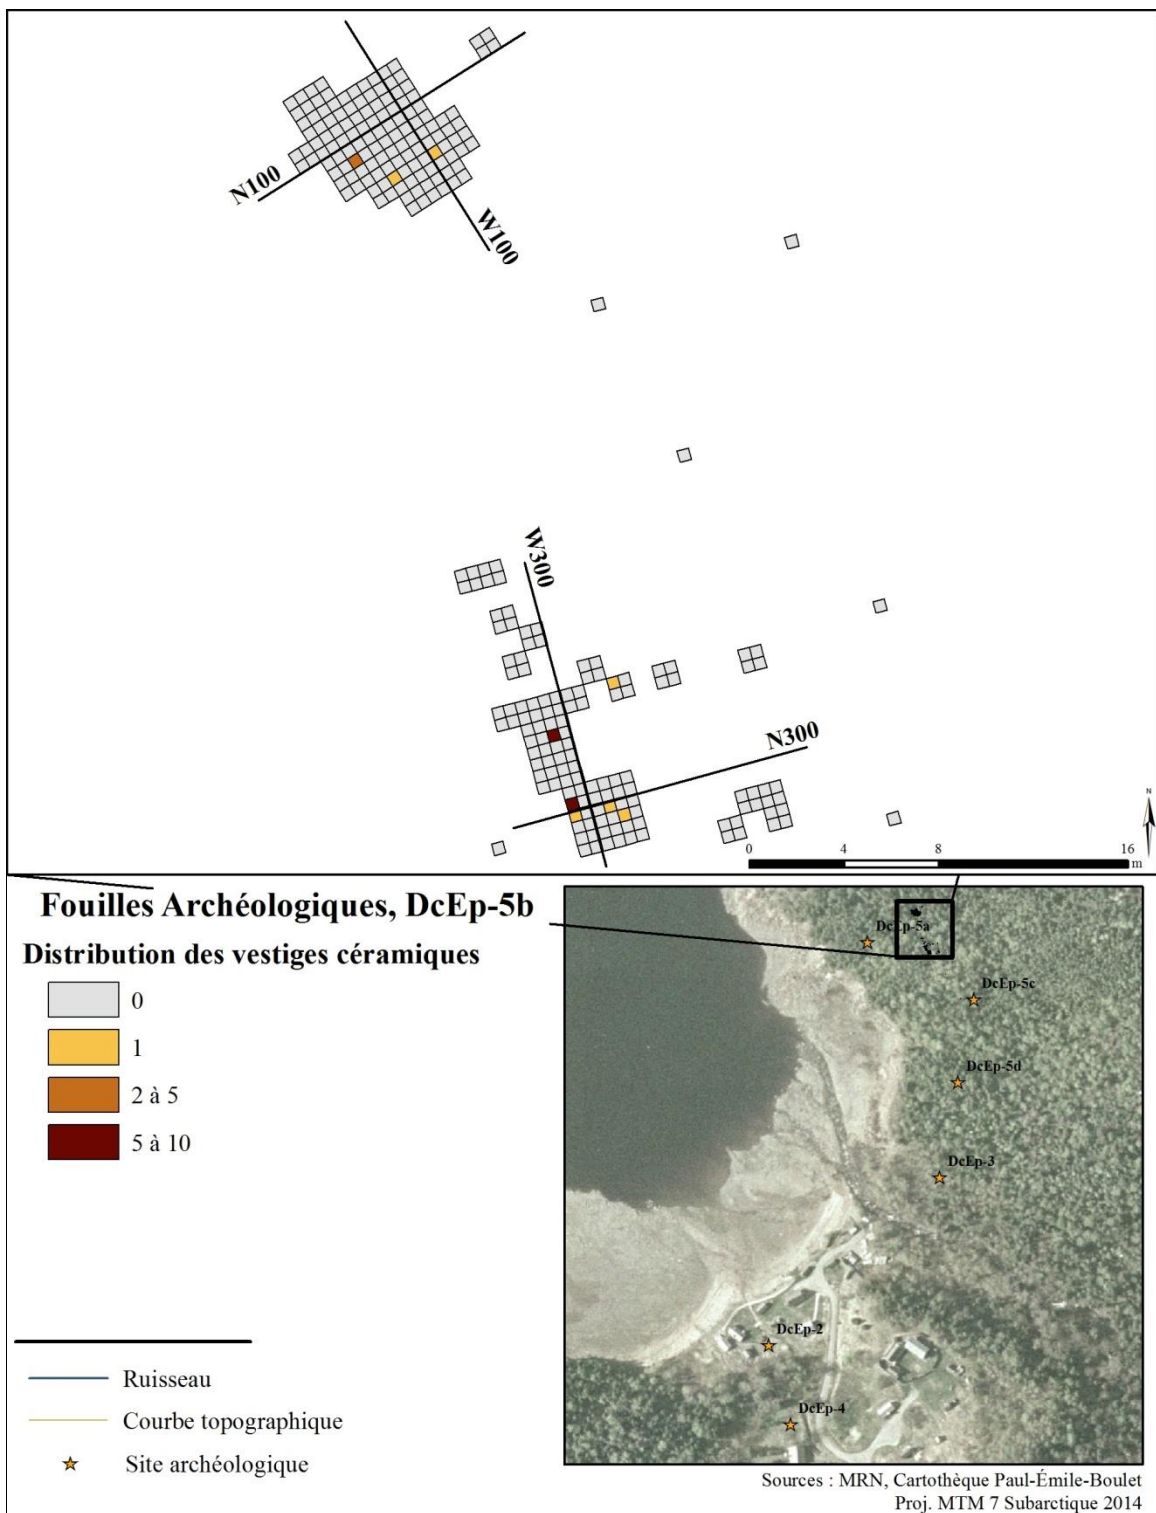 N100
W100
W300
N300
N
0 4 8 16
m
Fouilles Archéologiques, DcEp-5b
Distribution des vestiges céramiques
0
1
2 à 5
5 à 10
Ruisseau
Courbe topographique
Site archéologique
DcEp-5a
DcEp-5c
DcEp-5d
DcEp-3
DcEp-2
DcEp-4
Sources : MRN, Cartothèque Paul-Émile-Boulet
Proj. MTM 7 Subarctique 2014